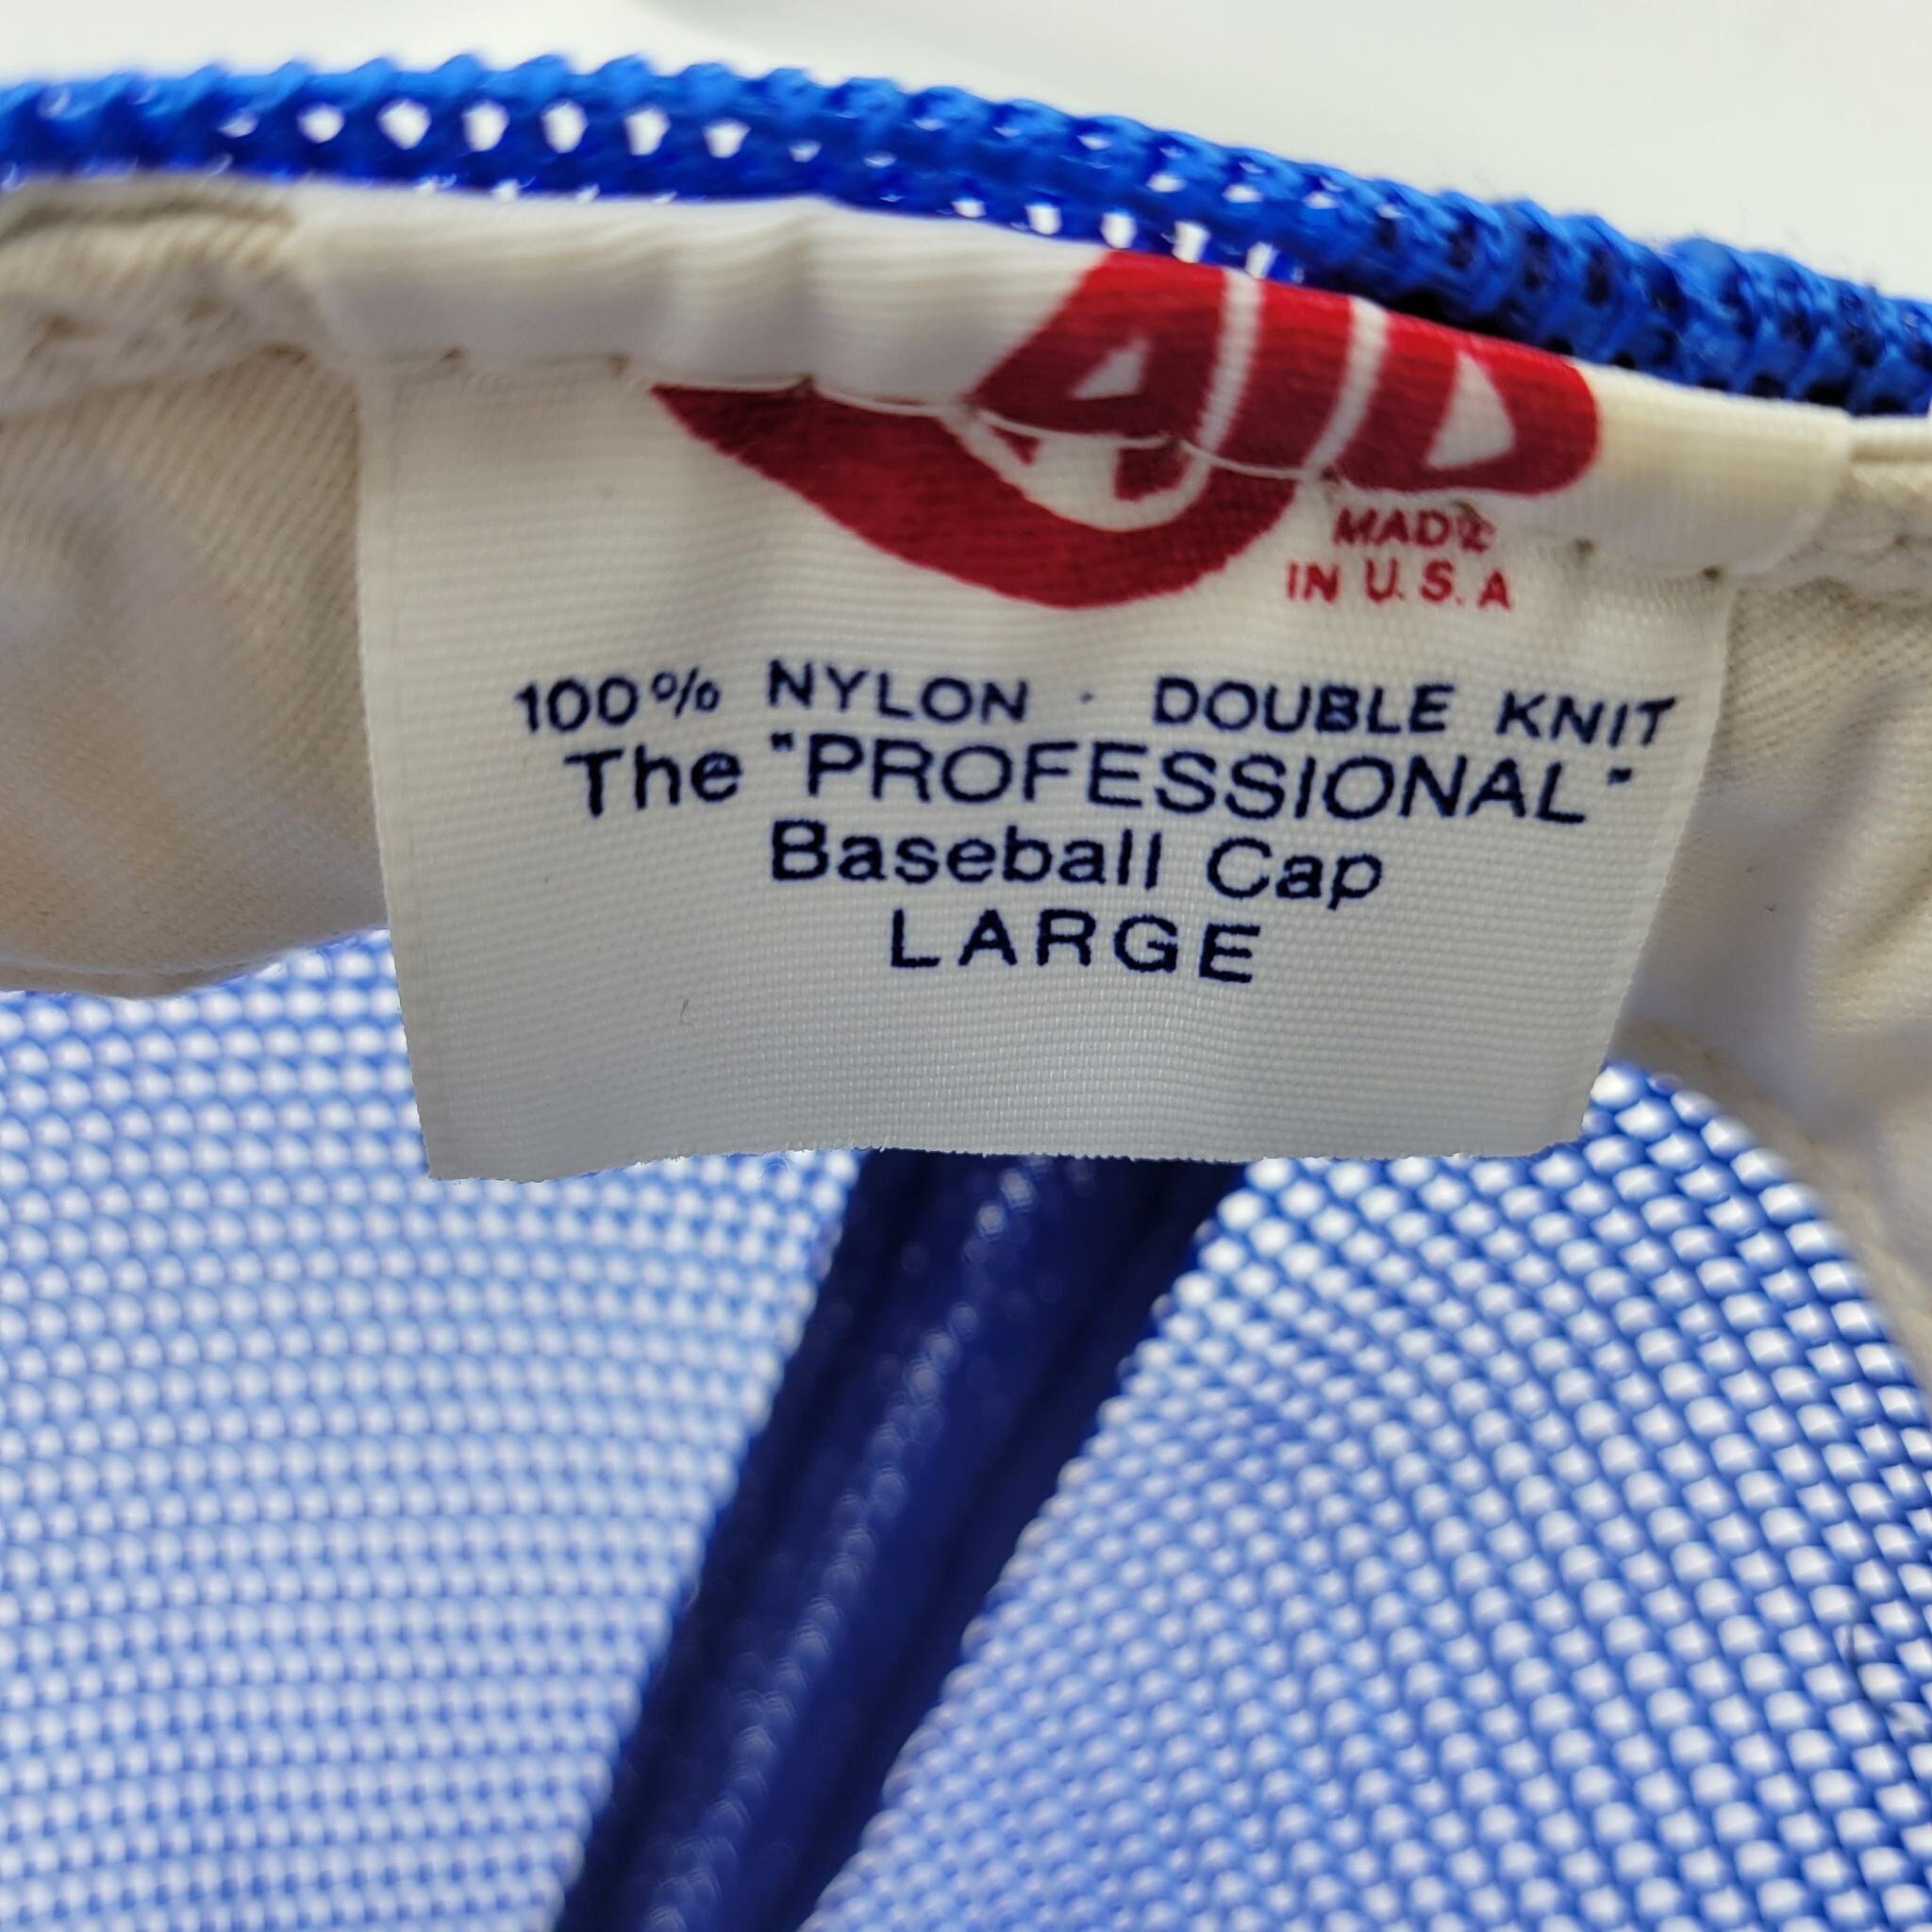 AJD
MADE
IN U.S.A
100% NYLON · DOUBLE KNIT
The "PROFESSIONAL"
Baseball Cap
LARGE